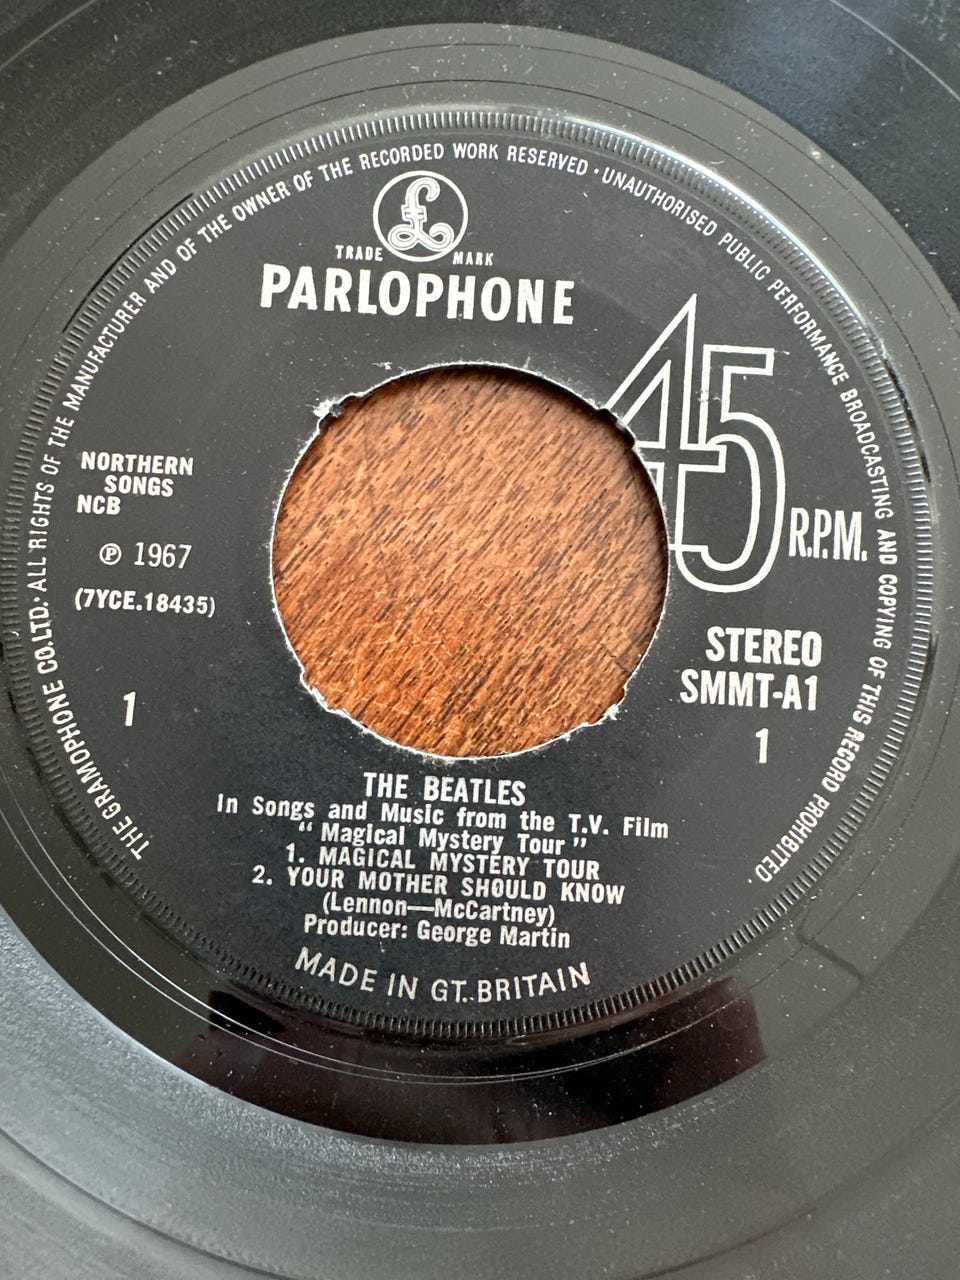 THE GRAMOPHONE CO.LTD. · ALL RIGHTS OF THE MANUFACTURER AND OF THE OWNER OF THE RECORDED WORK RESERVED · UNAUTHORISED PUBLIC PERFORMANCE BROADCASTING AND COPYING OF THIS RECORD PROHIBITED .
£
TRADE MARK
PARLOPHONE
45 R.P.M.
NORTHERN
SONGS
NCB
℗ 1967
(7YCE.18435)
1
STEREO
SMMT-A1
1
THE BEATLES
In Songs and Music from the T.V. Film
“ Magical Mystery Tour ”
1. MAGICAL MYSTERY TOUR
2. YOUR MOTHER SHOULD KNOW
(Lennon—McCartney)
Producer: George Martin
MADE IN GT. BRITAIN